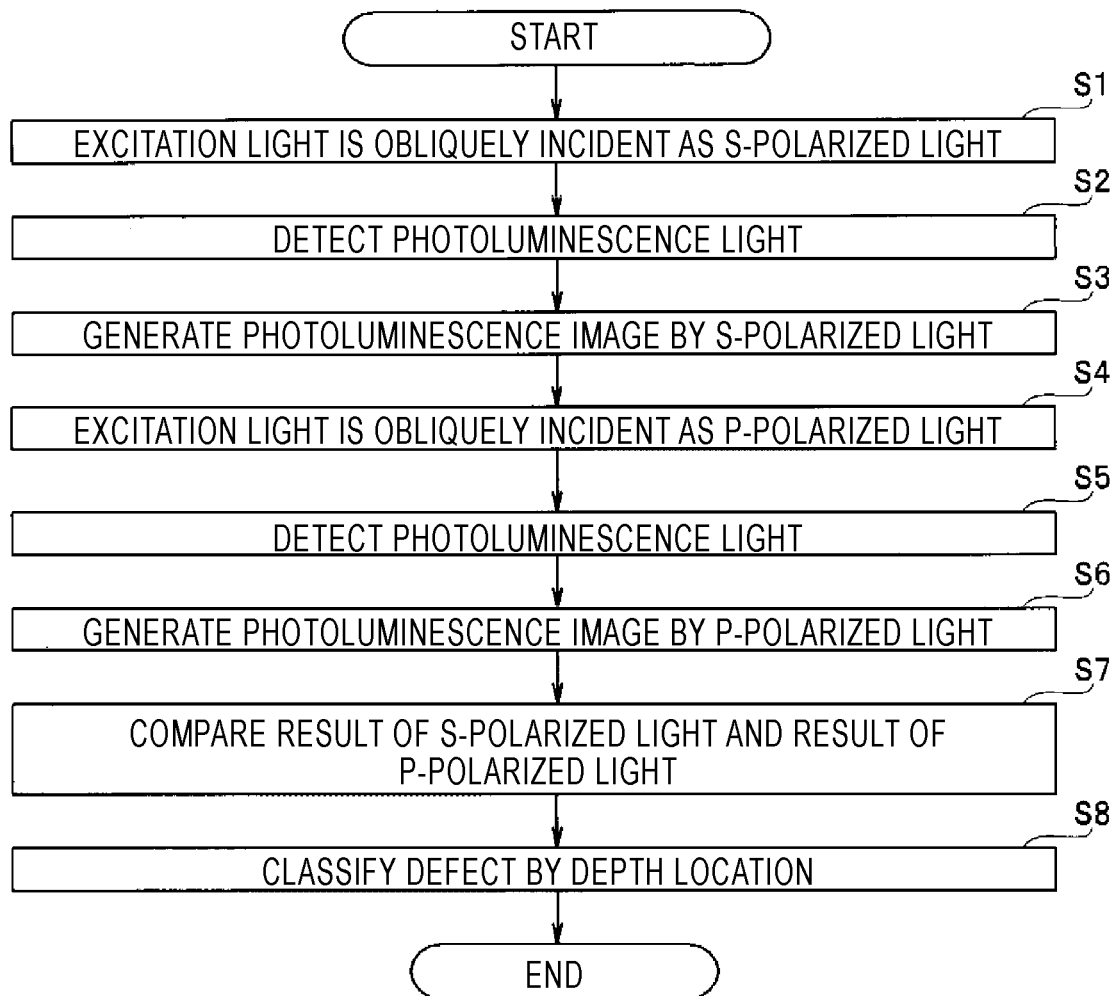 START
S1
EXCITATION LIGHT IS OBLIQUELY INCIDENT AS S-POLARIZED LIGHT
S2
DETECT PHOTOLUMINESCENCE LIGHT
S3
GENERATE PHOTOLUMINESCENCE IMAGE BY S-POLARIZED LIGHT
S4
EXCITATION LIGHT IS OBLIQUELY INCIDENT AS P-POLARIZED LIGHT
S5
DETECT PHOTOLUMINESCENCE LIGHT
S6
GENERATE PHOTOLUMINESCENCE IMAGE BY P-POLARIZED LIGHT
S7
COMPARE RESULT OF S-POLARIZED LIGHT AND RESULT OF
P-POLARIZED LIGHT
S8
CLASSIFY DEFECT BY DEPTH LOCATION
END